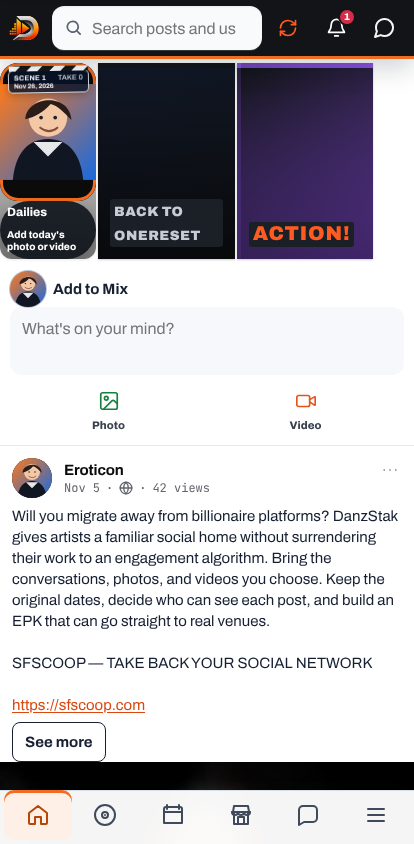 Search posts and us
1
SCENE 1 TAKE 0
Nov 26, 2026
Dailies
Add today's
photo or video
BACK TO
ONERESET
ACTION!
Add to Mix
What's on your mind?
Photo
Video
Eroticon
...
Nov 5 · · 42 views
Will you migrate away from billionaire platforms? DanzStak
gives artists a familiar social home without surrendering
their work to an engagement algorithm. Bring the
conversations, photos, and videos you choose. Keep the
original dates, decide who can see each post, and build an
EPK that can go straight to real venues.
SFSCOOP — TAKE BACK YOUR SOCIAL NETWORK
https://sfscoop.com
See more